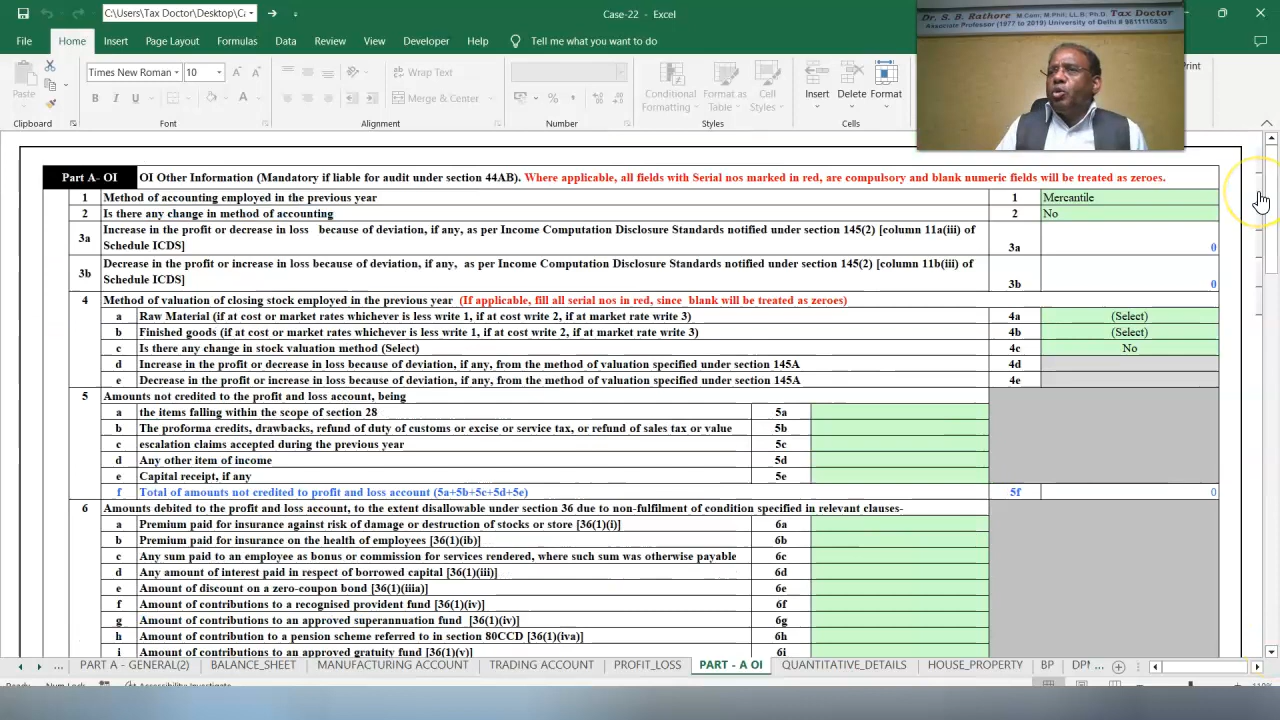 C:\Users\Tax Doctor\Desktop\Ca
Case-22 - Excel
Dr. S. B. Rathore M.Com; M.Phil; LL.B; Ph.D. Tax Doctor
#Associate Professor (1977 to 2019) University of Delhi # 9811116835
File Home Insert Page Layout Formulas Data Review View Developer Help Tell me what you want to do
Paste
Times New Roman 10
B I U
Wrap Text
Merge & Center
Conditional Formatting
Format as Table
Cell Styles
Insert Delete Format
Print
Clipboard Font Alignment Number Styles Cells
Part A- OI OI Other Information (Mandatory if liable for audit under section 44AB). Where applicable, all fields with Serial nos marked in red, are compulsory and blank numeric fields will be treated as zeroes.
1 Method of accounting employed in the previous year 1 Mercantile
2 Is there any change in method of accounting 2 No
3a Increase in the profit or decrease in loss because of deviation, if any, as per Income Computation Disclosure Standards notified under section 145(2) [column 11a(iii) of
Schedule ICDS] 3a 0
3b Decrease in the profit or increase in loss because of deviation, if any, as per Income Computation Disclosure Standards notified under section 145(2) [column 11b(iii) of
Schedule ICDS] 3b 0
4 Method of valuation of closing stock employed in the previous year (If applicable, fill all serial nos in red, since blank will be treated as zeroes)
a Raw Material (if at cost or market rates whichever is less write 1, if at cost write 2, if at market rate write 3) 4a (Select)
b Finished goods (if at cost or market rates whichever is less write 1, if at cost write 2, if at market rate write 3) 4b (Select)
c Is there any change in stock valuation method (Select) 4c No
d Increase in the profit or decrease in loss because of deviation, if any, from the method of valuation specified under section 145A 4d
e Decrease in the profit or increase in loss because of deviation, if any, from the method of valuation specified under section 145A 4e
5 Amounts not credited to the profit and loss account, being
a the items falling within the scope of section 28 5a
b The proforma credits, drawbacks, refund of duty of customs or excise or service tax, or refund of sales tax or value 5b
c escalation claims accepted during the previous year 5c
d Any other item of income 5d
e Capital receipt, if any 5e
f Total of amounts not credited to profit and loss account (5a+5b+5c+5d+5e) 5f 0
6 Amounts debited to the profit and loss account, to the extent disallowable under section 36 due to non-fulfilment of condition specified in relevant clauses-
a Premium paid for insurance against risk of damage or destruction of stocks or store [36(1)(i)] 6a
b Premium paid for insurance on the health of employees [36(1)(ib)] 6b
c Any sum paid to an employee as bonus or commission for services rendered, where such sum was otherwise payable 6c
d Any amount of interest paid in respect of borrowed capital [36(1)(iii)] 6d
e Amount of discount on a zero-coupon bond [36(1)(iiia)] 6e
f Amount of contributions to a recognised provident fund [36(1)(iv)] 6f
g Amount of contributions to an approved superannuation fund [36(1)(iv)] 6g
h Amount of contribution to a pension scheme referred to in section 80CCD [36(1)(iva)] 6h
i Amount of contributions to an approved gratuity fund [36(1)(v)] 6i
... PART A - GENERAL(2) BALANCE_SHEET MANUFACTURING ACCOUNT TRADING ACCOUNT PROFIT_LOSS PART - A OI QUANTITATIVE_DETAILS HOUSE_PROPERTY BP DPM ...